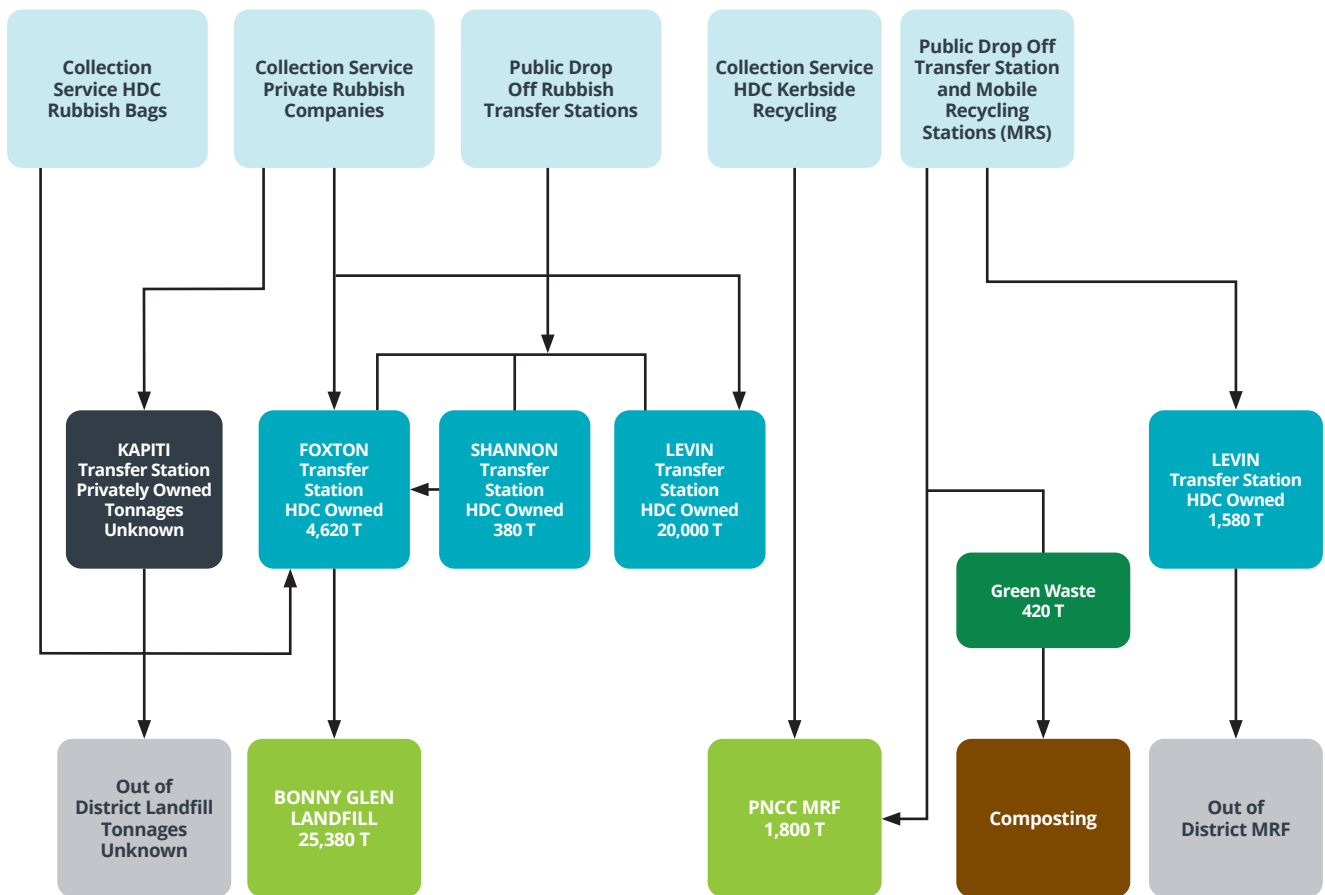 Collection
Service HDC
Rubbish Bags
Collection Service
Private Rubbish
Companies
Public Drop
Off Rubbish
Transfer Stations
Collection Service
HDC Kerbside
Recycling
Public Drop Off
Transfer Station
and Mobile
Recycling
Stations (MRS)
KAPITI
Transfer Station
Privately Owned
Tonnages
Unknown
FOXTON
Transfer
Station
HDC Owned
4,620 T
SHANNON
Transfer
Station
HDC Owned
380 T
LEVIN
Transfer
Station
HDC Owned
20,000 T
LEVIN
Transfer Station
HDC Owned
1,580 T
Green Waste
420 T
Out of
District Landfill
Tonnages
Unknown
BONNY GLEN
LANDFILL
25,380 T
PNCC MRF
1,800 T
Composting
Out of
District MRF